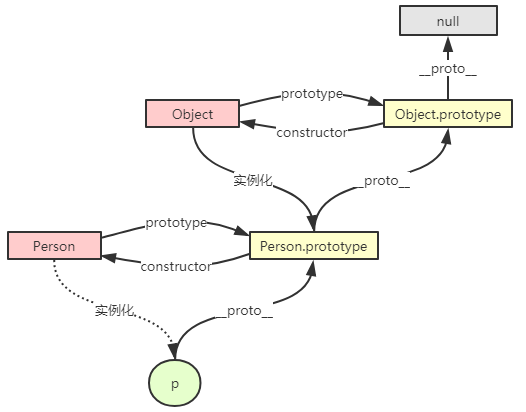 null
__proto__
prototype
Object
Object.prototype
constructor
实例化
__proto__
prototype
Person
Person.prototype
constructor
实例化
__proto__
p